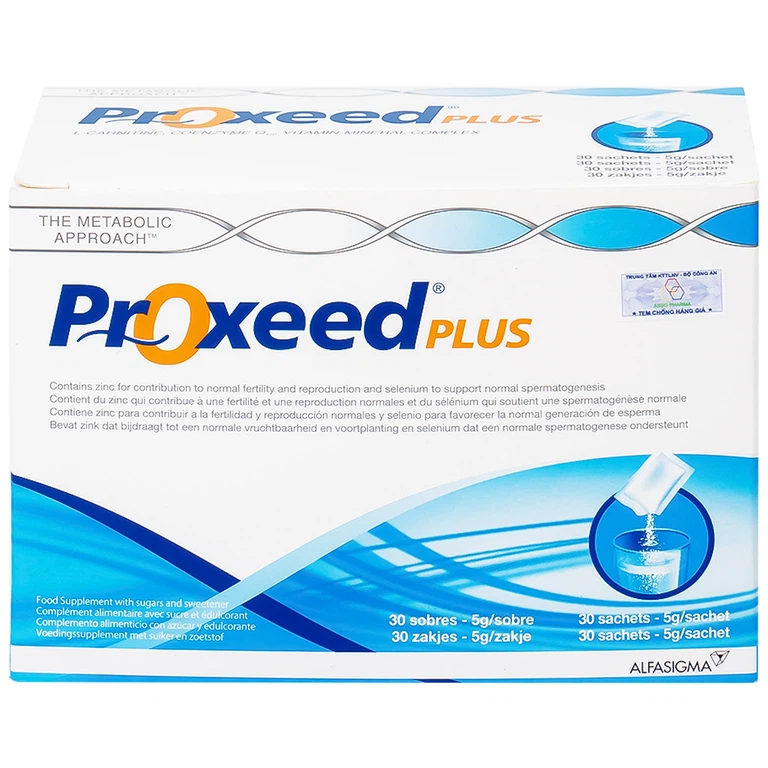 THE METABOLIC
APPROACH™
PrOxeed® PLUS
L-CARNITINE, COENZYME Q10, VITAMIN-MINERAL COMPLEX
30 sachets - 5g/sachet
30 sachets - 5g/sachet
30 sobres - 5g/sobre
30 zakjes - 5g/zakje
THE METABOLIC
APPROACH™
PrOxeed® PLUS
TRUNG TÂM KTTLNV - BỘ CÔNG AN
ASGO PHARMA
★ TEM CHỐNG HÀNG GIẢ ★
Contains zinc for contribution to normal fertility and reproduction and selenium to support normal spermatogenesis
Contient du zinc qui contribue à une fertilité et une reproduction normales et du sélénium qui soutient une spermatogénèse normale
Contiene zinc para contribuir a la fertilidad y reproducción normales y selenio para favorecer la normal generación de esperma
Bevat zink dat bijdraagt tot een normale vruchtbaarheid en voortplanting en selenium dat een normale spermatogenese ondersteunt
Food Supplement with sugars and sweetener
Complément alimentaire avec sucre et édulcorant
Complemento alimenticio con azúcar y edulcorante
Voedingssupplement met suiker en zoetstof
30 sobres - 5g/sobre
30 zakjes - 5g/zakje
30 sachets - 5g/sachet
30 sachets - 5g/sachet
ALFASIGMA